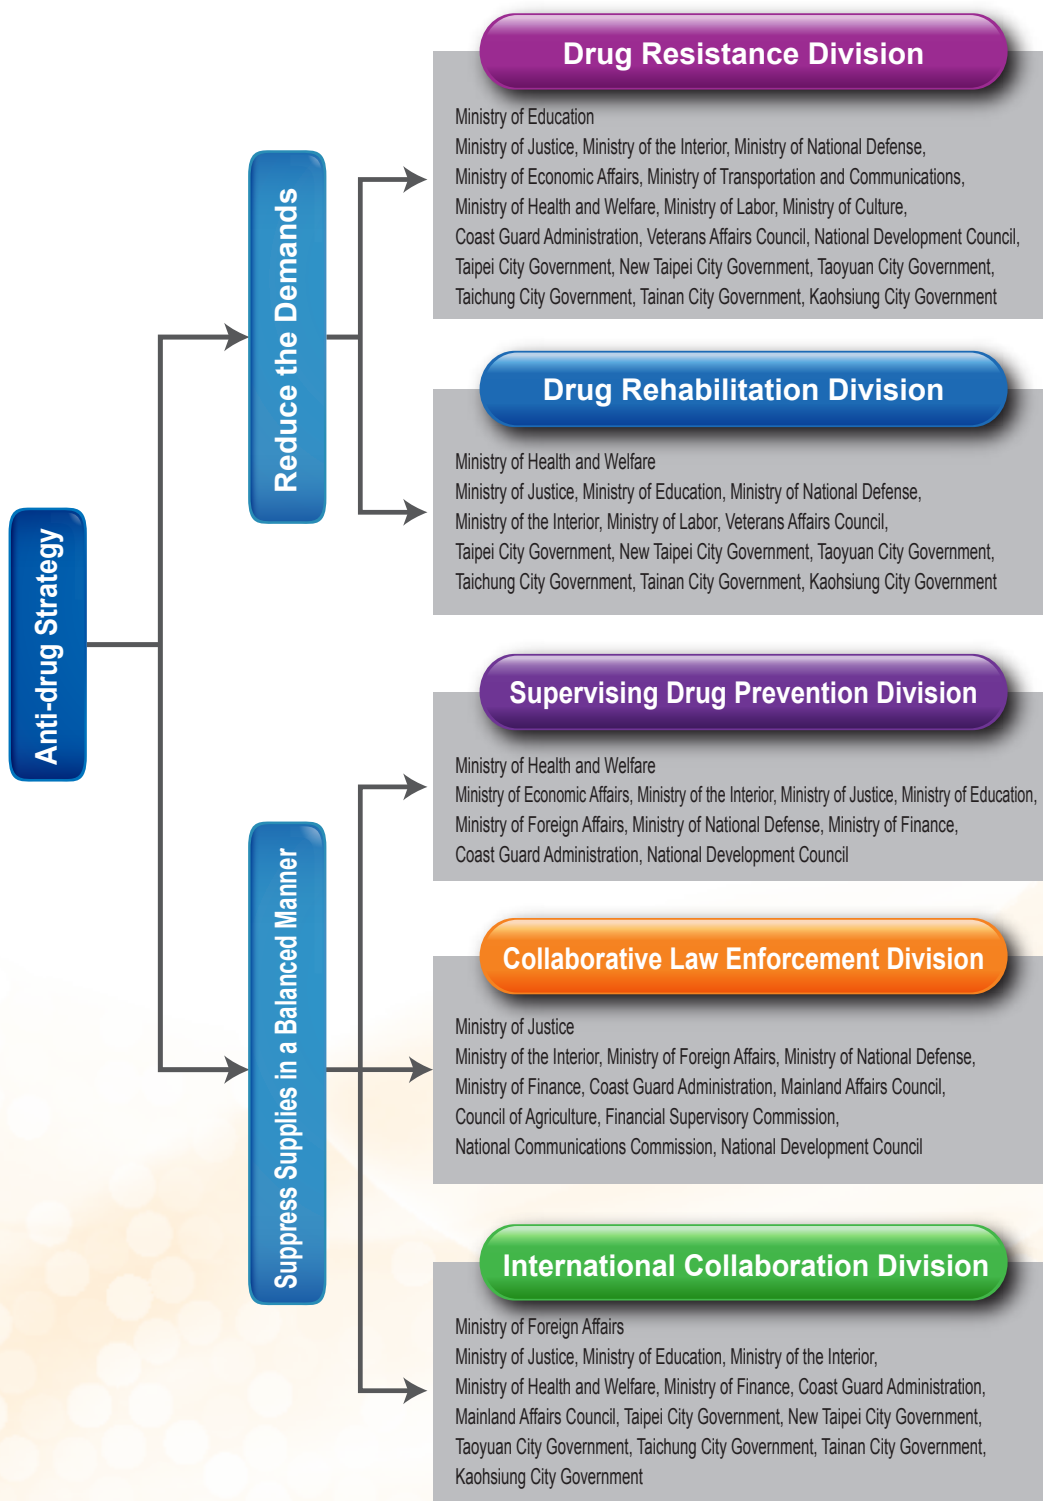 Anti-drug Strategy
Reduce the Demands
Drug Resistance Division
Ministry of Education
Ministry of Justice, Ministry of the Interior, Ministry of National Defense,
Ministry of Economic Affairs, Ministry of Transportation and Communications,
Ministry of Health and Welfare, Ministry of Labor, Ministry of Culture,
Coast Guard Administration, Veterans Affairs Council, National Development Council,
Taipei City Government, New Taipei City Government, Taoyuan City Government,
Taichung City Government, Tainan City Government, Kaohsiung City Government
Drug Rehabilitation Division
Ministry of Health and Welfare
Ministry of Justice, Ministry of Education, Ministry of National Defense,
Ministry of the Interior, Ministry of Labor, Veterans Affairs Council,
Taipei City Government, New Taipei City Government, Taoyuan City Government,
Taichung City Government, Tainan City Government, Kaohsiung City Government
Suppress Supplies in a Balanced Manner
Supervising Drug Prevention Division
Ministry of Health and Welfare
Ministry of Economic Affairs, Ministry of the Interior, Ministry of Justice, Ministry of Education,
Ministry of Foreign Affairs, Ministry of National Defense, Ministry of Finance,
Coast Guard Administration, National Development Council
Collaborative Law Enforcement Division
Ministry of Justice
Ministry of the Interior, Ministry of Foreign Affairs, Ministry of National Defense,
Ministry of Finance, Coast Guard Administration, Mainland Affairs Council,
Council of Agriculture, Financial Supervisory Commission,
National Communications Commission, National Development Council
International Collaboration Division
Ministry of Foreign Affairs
Ministry of Justice, Ministry of Education, Ministry of the Interior,
Ministry of Health and Welfare, Ministry of Finance, Coast Guard Administration,
Mainland Affairs Council, Taipei City Government, New Taipei City Government,
Taoyuan City Government, Taichung City Government, Tainan City Government,
Kaohsiung City Government